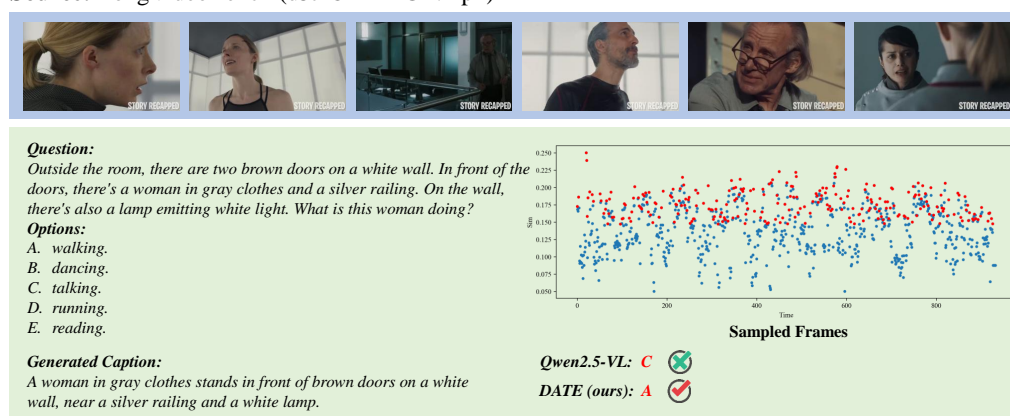 STORY RECAPPED
STORY RECAPPED
STORY RECAPPED
STORY RECAPPED
STORY RECAPPED
STORY RECAPPED
Question:
Outside the room, there are two brown doors on a white wall. In front of the
doors, there's a woman in gray clothes and a silver railing. On the wall,
there's also a lamp emitting white light. What is this woman doing?
Options:
A. walking.
B. dancing.
C. talking.
D. running.
E. reading.
Generated Caption:
A woman in gray clothes stands in front of brown doors on a white
wall, near a silver railing and a white lamp.
0.250
0.225
0.200
0.175
0.150
0.125
0.100
0.075
0.050
Sim
0
200
400
600
800
Time
Sampled Frames
Qwen2.5-VL: C
DATE (ours): A